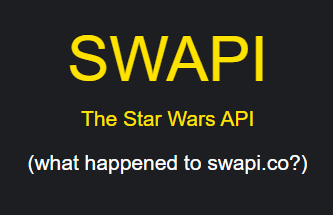 SWAPI
The Star Wars API
(what happened to swapi.co?)